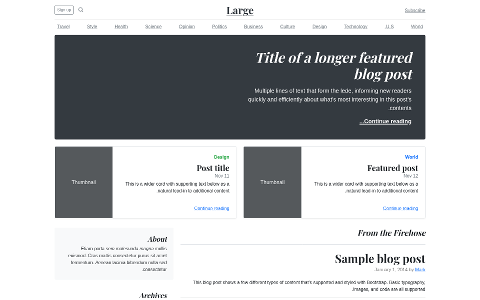 Subscribe
Large
Sign up
World
U.S.
Technology
Design
Culture
Business
Politics
Opinion
Science
Health
Style
Travel
Title of a longer featured
blog post
Multiple lines of text that form the lede, informing new readers
quickly and efficiently about what's most interesting in this post's
.contents
...Continue reading
World
Featured post
Nov 12
This is a wider card with supporting text below as a
.natural lead-in to additional content
Continue reading
Thumbnail
Design
Post title
Nov 11
This is a wider card with supporting text below as a
.natural lead-in to additional content
Continue reading
Thumbnail
From the Firehose
Sample blog post
January 1, 2014 by Mark
This blog post shows a few different types of content that's supported and styled with Bootstrap. Basic typography,
.images, and code are all supported
About
Etiam porta sem malesuada magna mollis
euismod. Cras mattis consectetur purus sit amet
fermentum. Aenean lacinia bibendum nulla sed
.consectetur
Archives